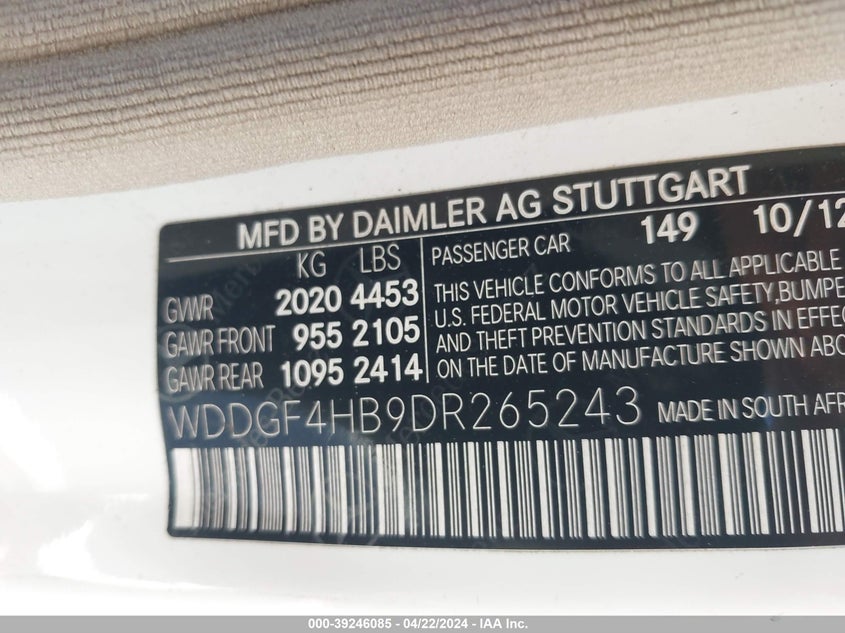 MFD BY DAIMLER AG STUTTGART
KG LBS
GVWR 2020 4453
GAWR FRONT 955 2105
GAWR REAR 1095 2414
PASSENGER CAR 149 10/12
THIS VEHICLE CONFORMS TO ALL APPLICABLE
U.S. FEDERAL MOTOR VEHICLE SAFETY, BUMPE
AND THEFT PREVENTION STANDARDS IN EFFE
ON THE DATE OF MANUFACTURE SHOWN ABO
WDDGF4HB9DR265243 MADE IN SOUTH AFR
000-39246085 - 04/22/2024 - IAA Inc.